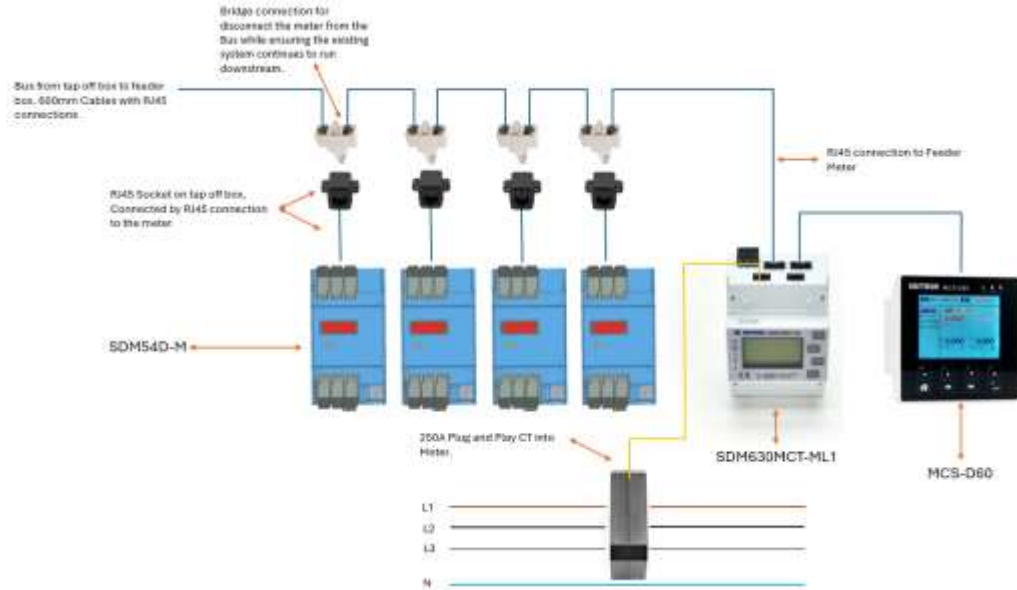 Bridge connection for
disconnect the meter from the
Bus while ensuring the existing
system continues to run
downstream.
Bus from tap off box to feeder
box. 600mm Cables with RJ45
connections.
RJ45 connection to Feeder
Meter
RJ45 Socket on tap off box,
Connected by RJ45 connection
to the meter
SDM54D-M
250A Plug and Play CT into
Meter.
SDM630MCT-ML1
MCS-D60
L1
L2
L3
N